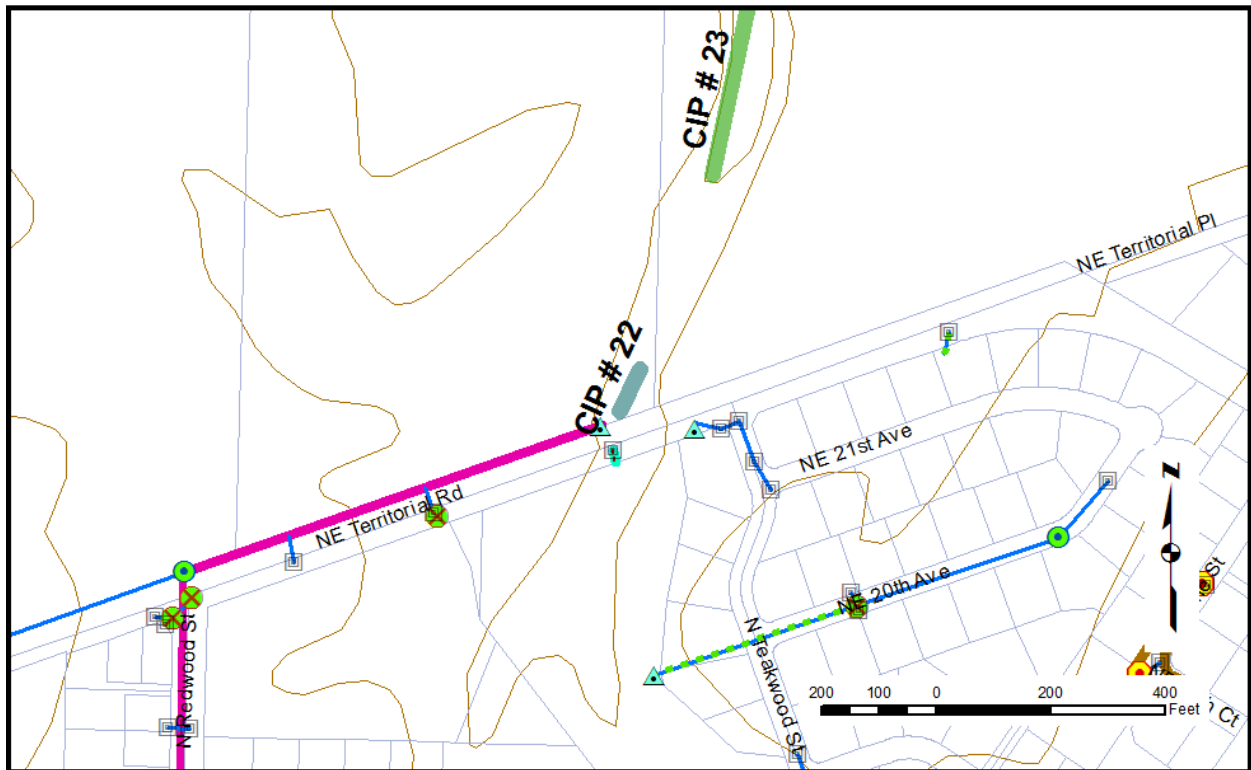 CIP # 23
NE Territorial Pl
CIP # 22
NE 21st Ave
NE Territorial Rd
N
St
NE 20th Ave
N Redwood St
N Teakwood St
200 100 0 200 400
Feet
Ct